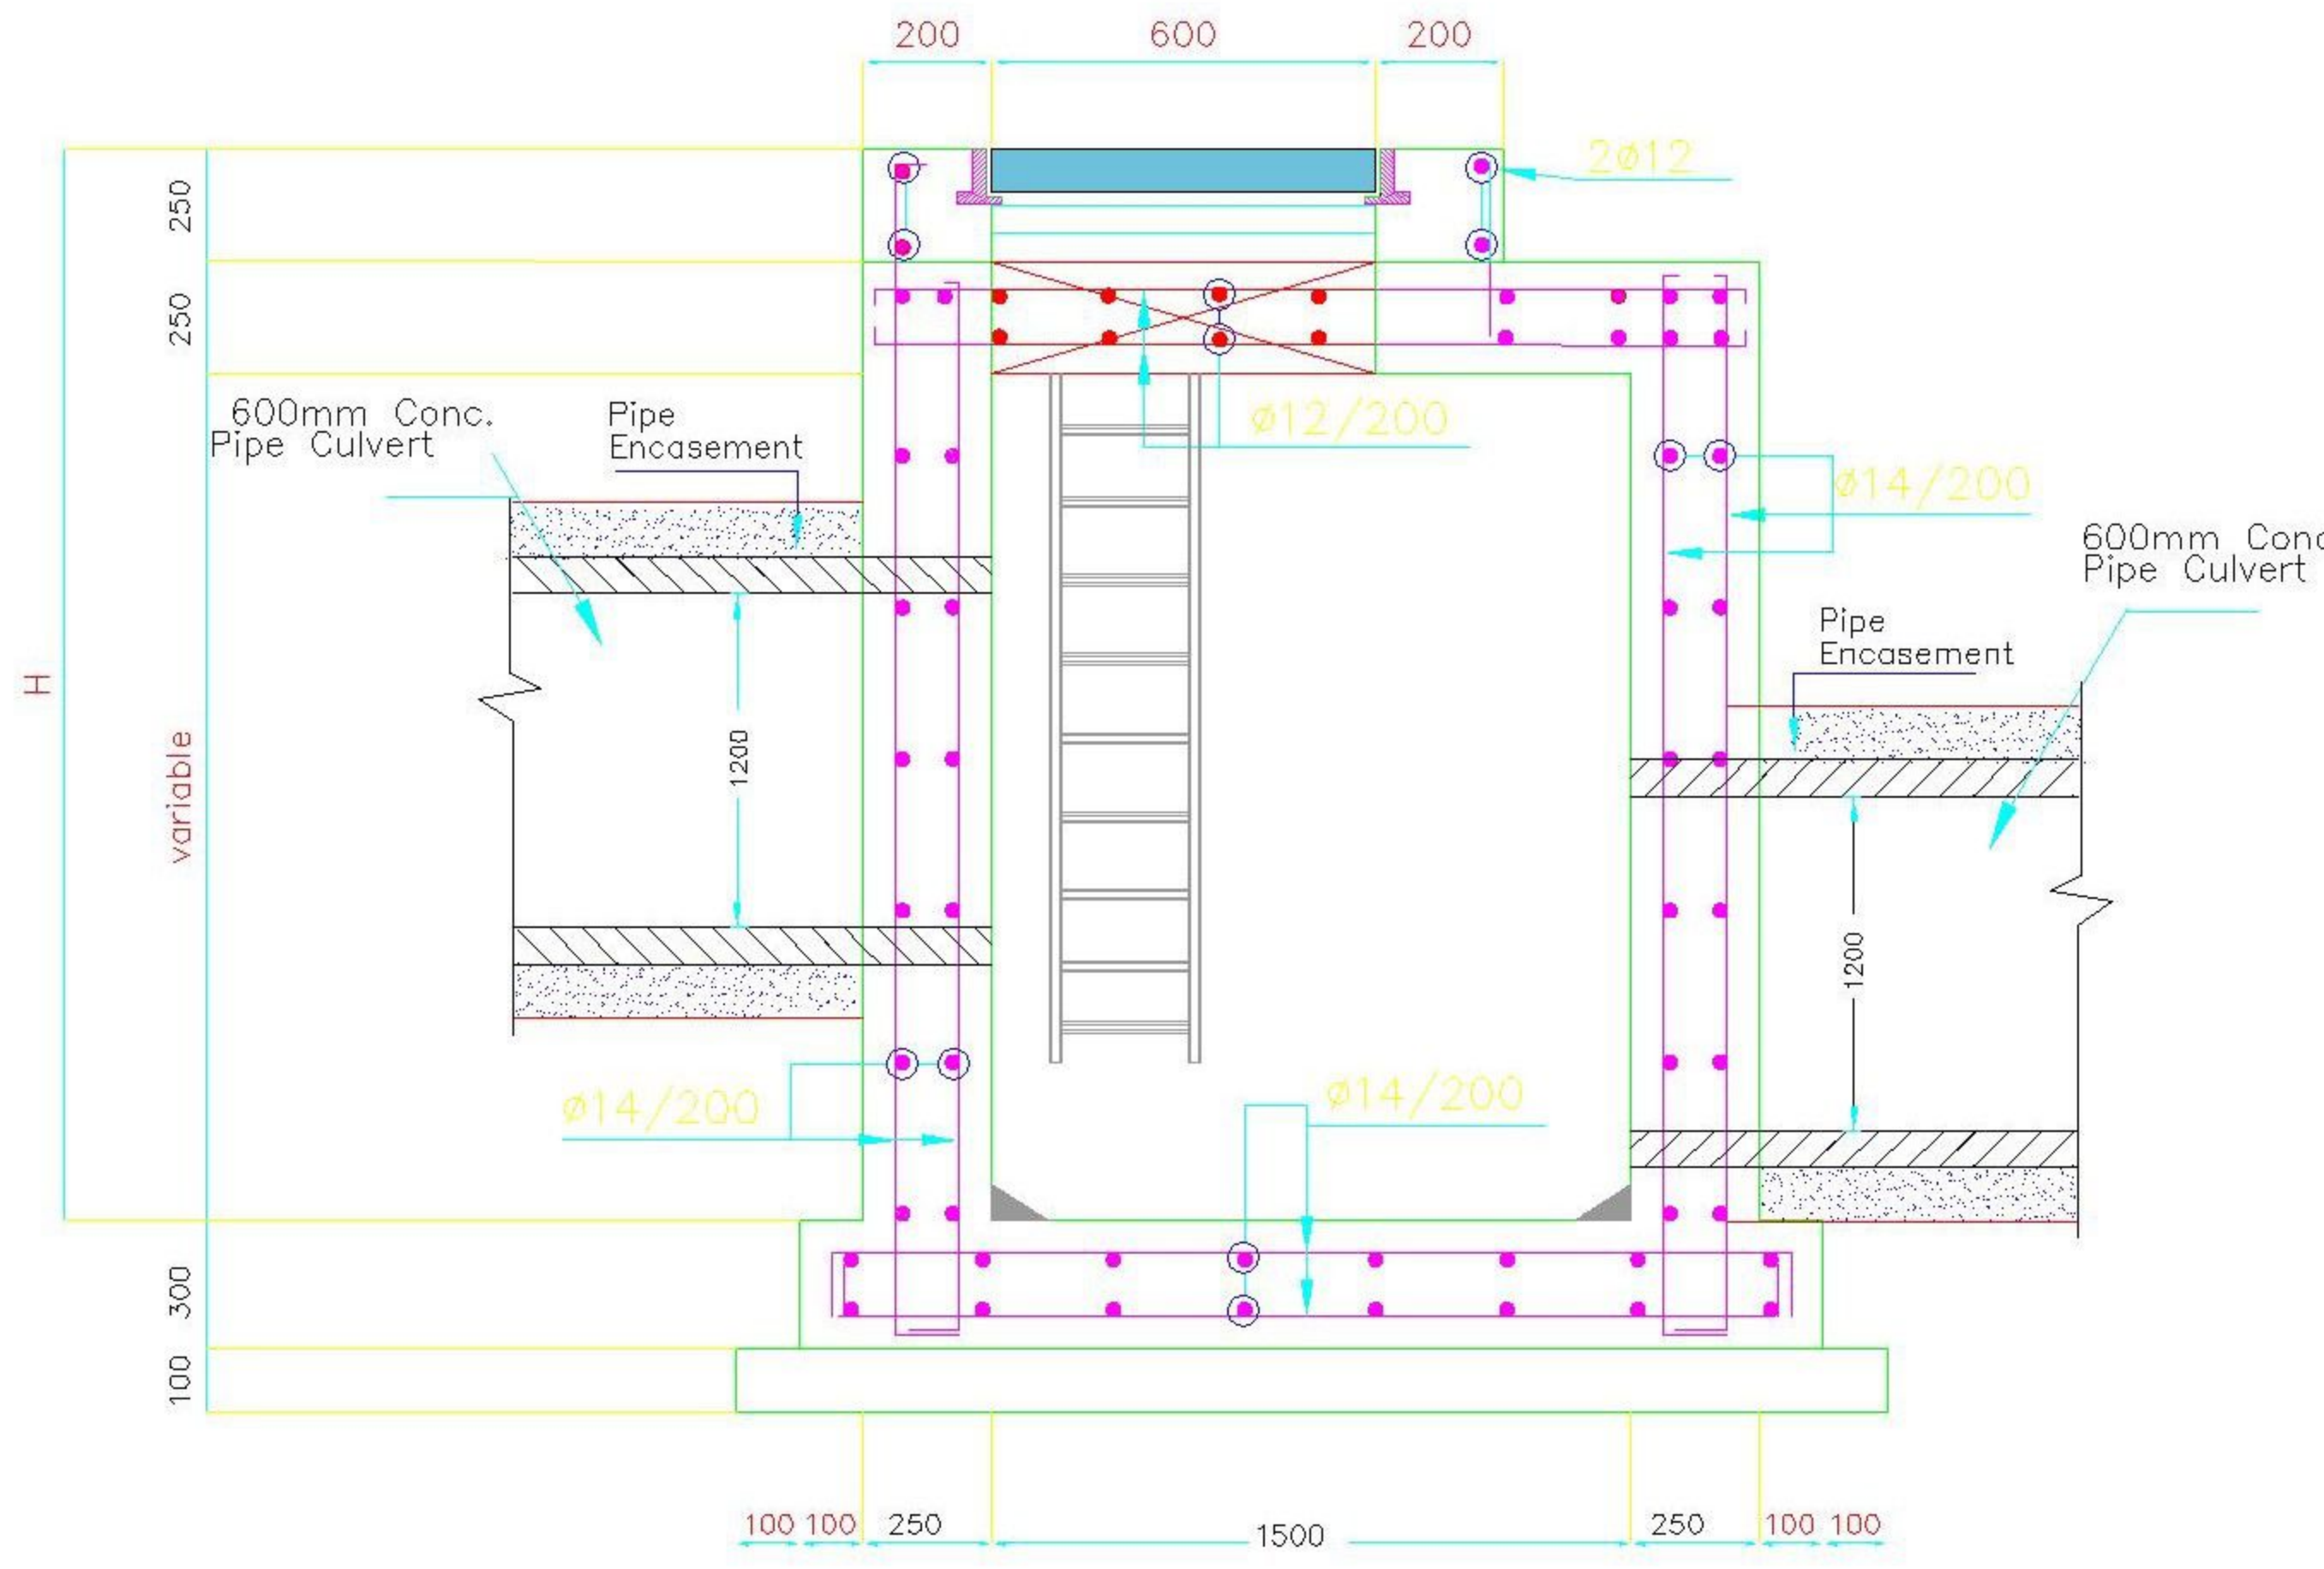 200
600
200
2ø12
250
250
600mm Conc.
Pipe Culvert
Pipe
Encasement
ø12/200
ø14/200
600mm Conc
Pipe Culvert
Pipe
Encasement
H
variable
1200
1200
ø14/200
ø14/200
300
100
100
100
250
1500
250
100
100